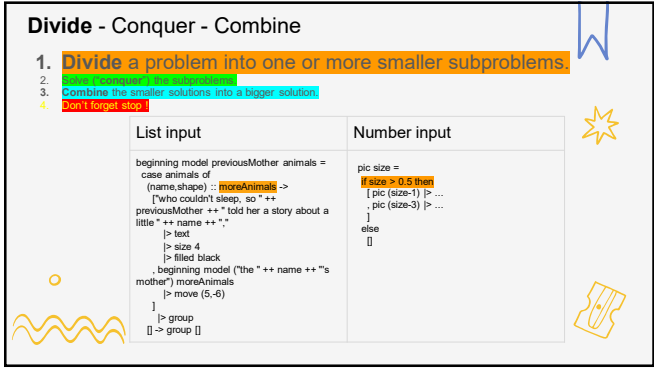 Divide - Conquer - Combine
1. Divide a problem into one or more smaller subproblems.
2. Solve ("conquer") the subproblems.
3. Combine the smaller solutions into a bigger solution.
4. Don't forget stop !
List input
beginning model previousMother animals =
case animals of
(name,shape) :: moreAnimals ->
["who couldn't sleep, so " ++
previousMother ++ " told her a story about a
little " ++ name ++ ","
|> text
|> size 4
|> filled black
, beginning model ("the " ++ name ++ "'s
mother") moreAnimals
|> move (5,-6)
]
|> group
[] -> group []
Number input
pic size =
if size > 0.5 then
[ pic (size-1) |> ...
, pic (size-3) |> ...
]
else
[]